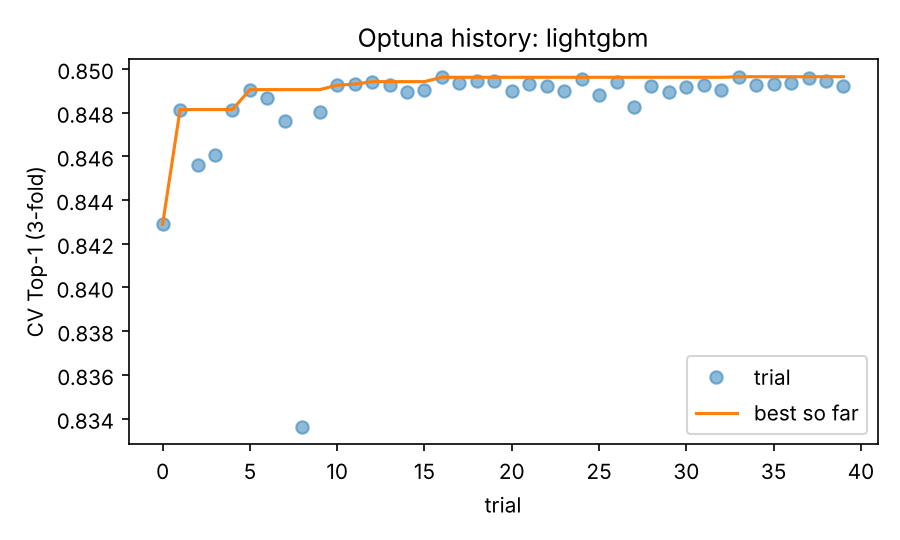 Optuna history: lightgbm
CV Top-1 (3-fold)
0.850
0.848
0.846
0.844
0.842
0.840
0.838
0.836
0.834
trial
best so far
0 5 10 15 20 25 30 35 40
trial